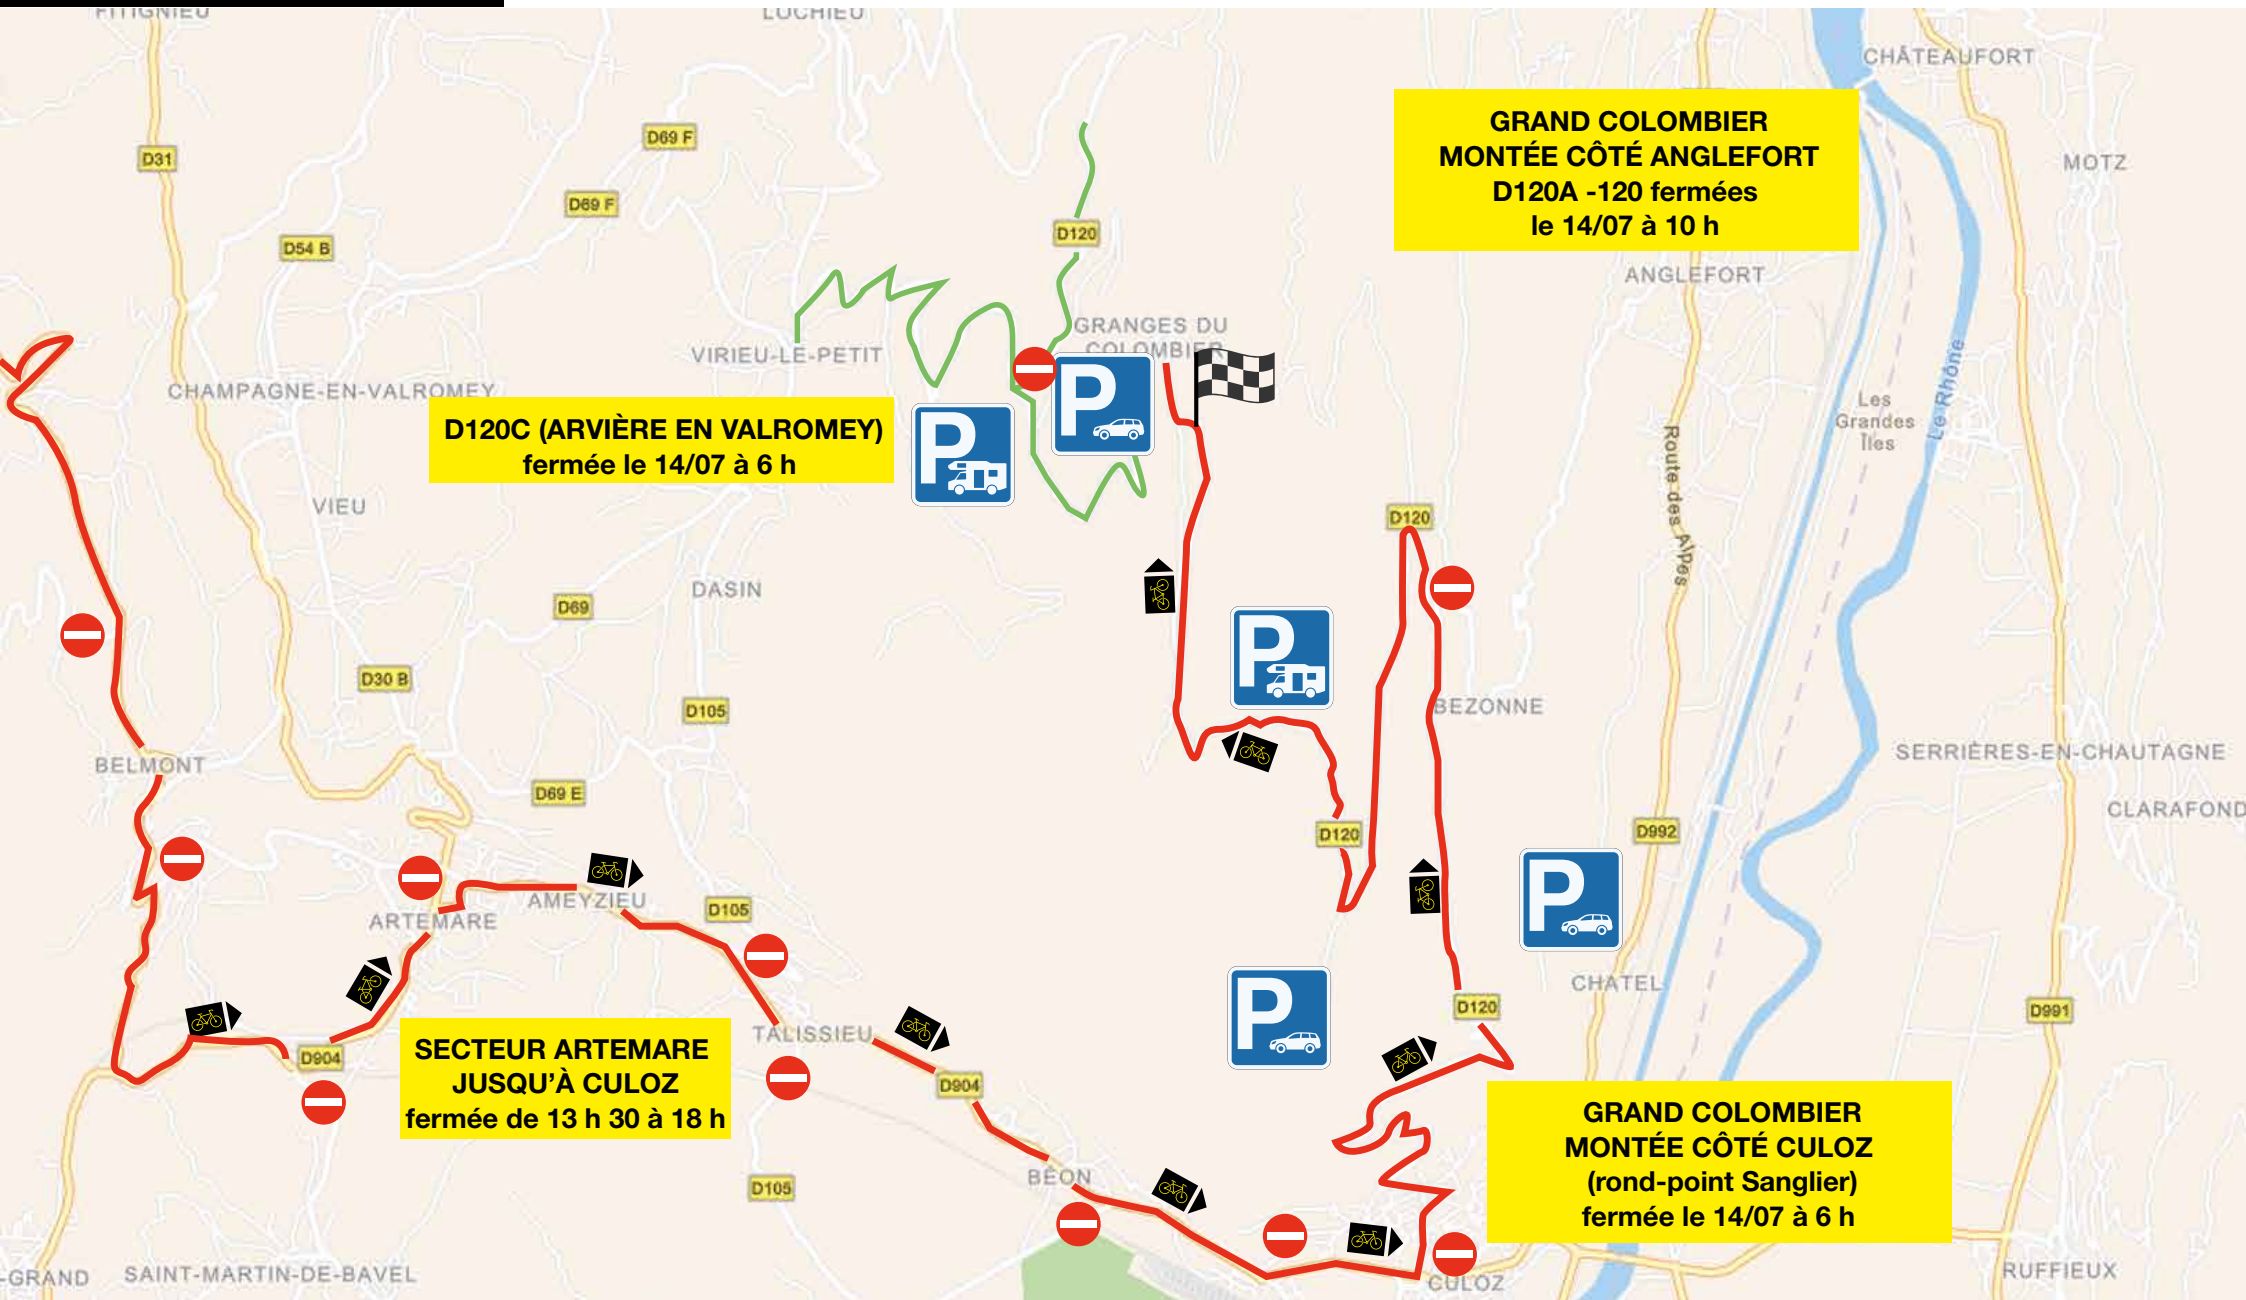 FITIGNIEU
LOCHIEU
CHÂTEAUFORT
GRAND COLOMBIER
MONTÉE CÔTÉ ANGLEFORT
D120A -120 fermées
le 14/07 à 10 h
D31
D69 F
MOTZ
D69 F
D54 B
D120
ANGLEFORT
GRANGES DU
COLOMBIER
VIRIEU-LE-PETIT
CHAMPAGNE-EN-VALROMEY
Le Rhône
Les
Grandes
Îles
D120C (ARVIÈRE EN VALROMEY)
fermée le 14/07 à 6 h
P
P
Route des Alpes
VIEU
D120
DASIN
D69
P
D30 B
D105
BEZONNE
BELMONT
SERRIÈRES-EN-CHAUTAGNE
D69 E
CLARAFOND
D120
D992
P
AMEYZIEU
D105
ARTEMARE
CHATEL
P
D120
D991
TALISSIEU
D904
SECTEUR ARTEMARE
JUSQU'À CULOZ
fermée de 13 h 30 à 18 h
D904
GRAND COLOMBIER
MONTÉE CÔTÉ CULOZ
(rond-point Sanglier)
fermée le 14/07 à 6 h
BÉON
D105
-GRAND
SAINT-MARTIN-DE-BAVEL
CULOZ
RUFFIEUX